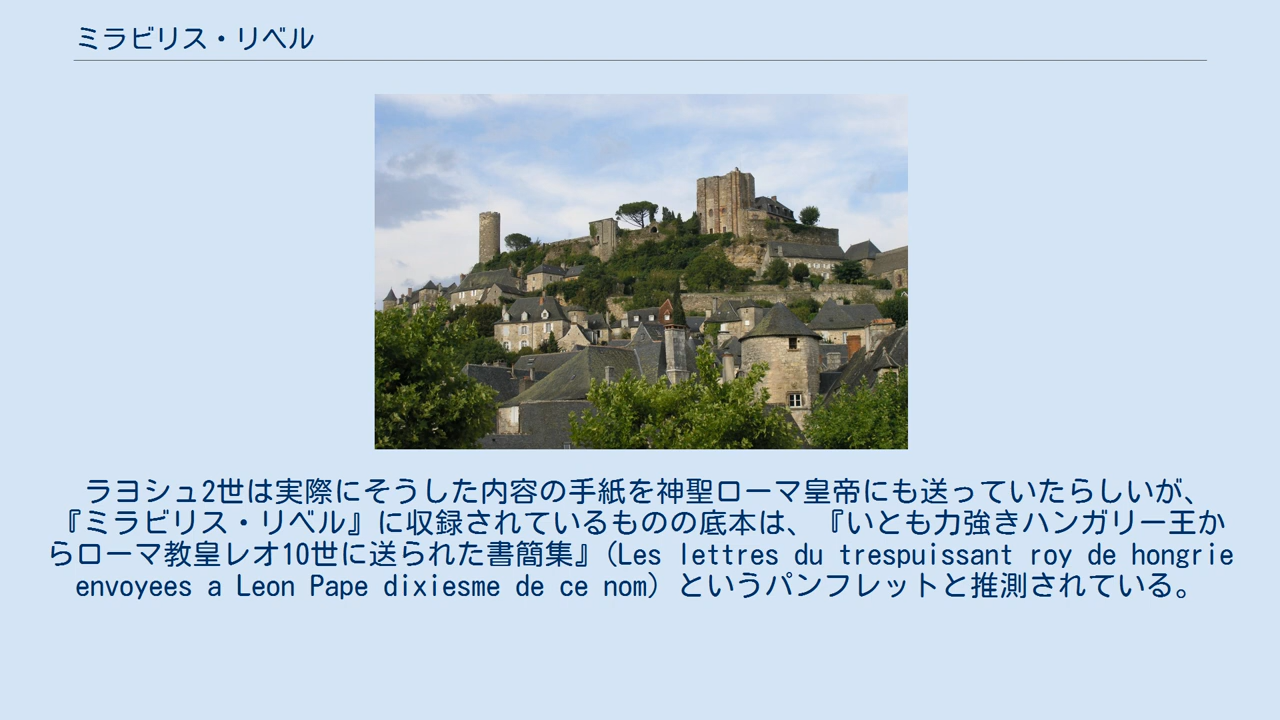 ミラビリス・リベル
ラヨシュ2世は実際にそうした内容の手紙を神聖ローマ皇帝にも送っていたらしいが、
『ミラビリス・リベル』に収録されているものの底本は、『いとも力強きハンガリー王か
らローマ教皇レオ10世に送られた書簡集』(Les lettres du trespuissant roy de hongrie
envoyees a Leon Pape dixiesme de ce nom) というパンフレットと推測されている。